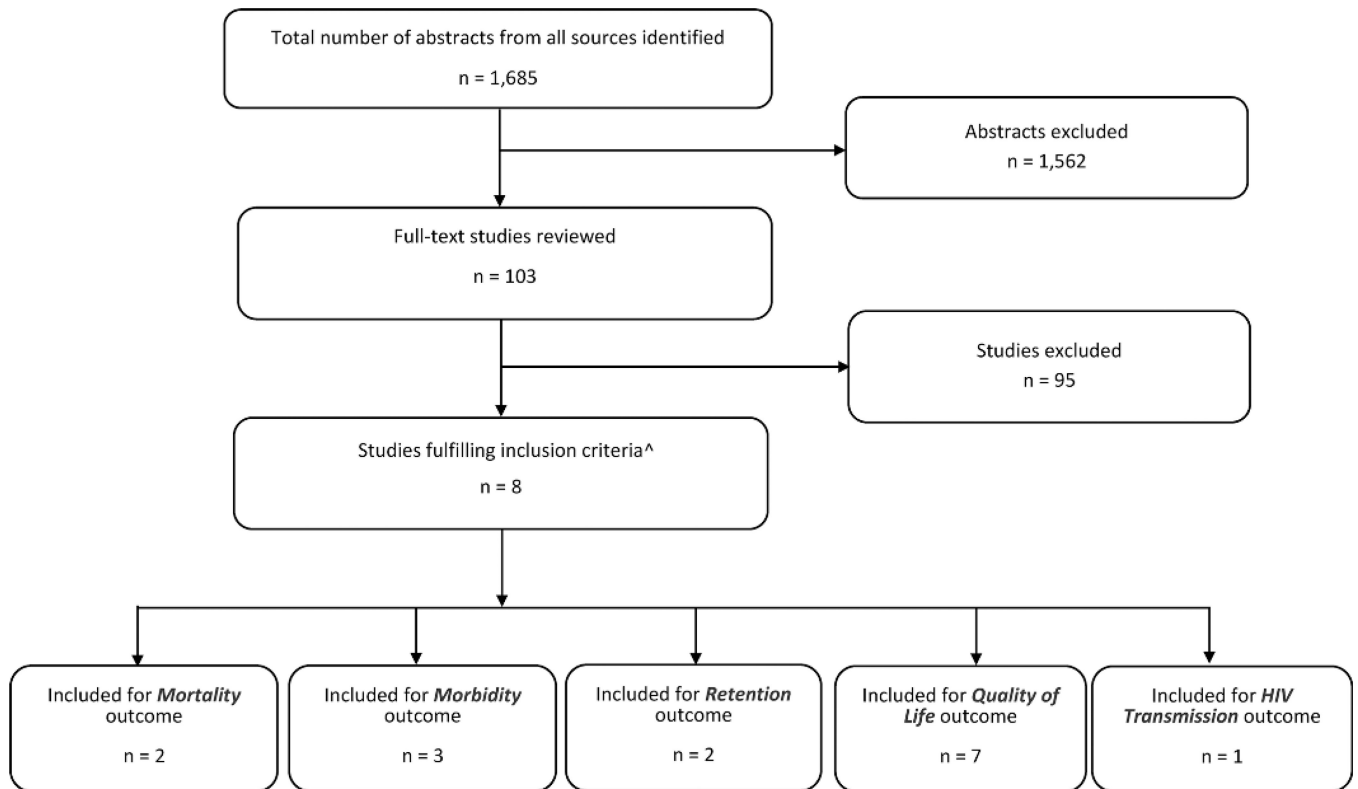 Total number of abstracts from all sources identified
n = 1,685
Abstracts excluded
n = 1,562
Full-text studies reviewed
n = 103
Studies excluded
n = 95
Studies fulfilling inclusion criteria^
n = 8
Included for Mortality
outcome
n = 2
Included for Morbidity
outcome
n = 3
Included for Retention
outcome
n = 2
Included for Quality of
Life outcome
n = 7
Included for HIV
Transmission outcome
n = 1